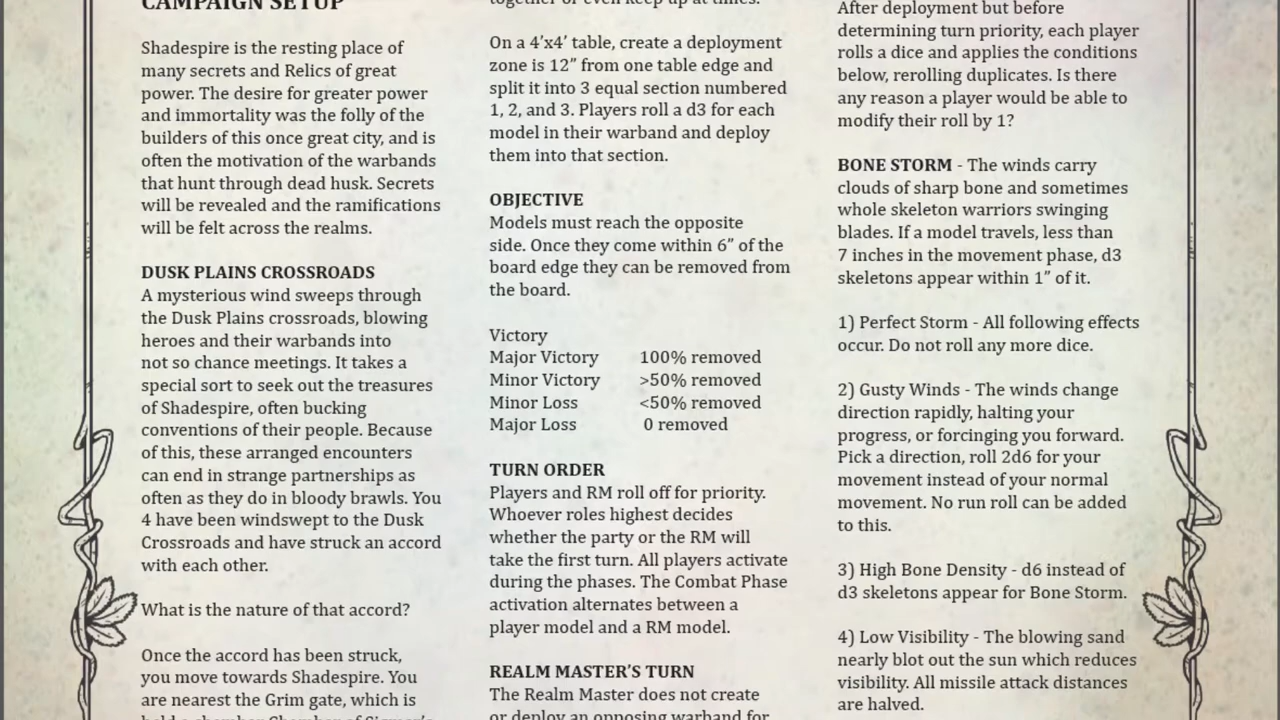 CAMPAIGN SETUP
Shadespire is the resting place of
many secrets and Relics of great
power. The desire for greater power
and immortality was the folly of the
builders of this once great city, and is
often the motivation of the warbands
that hunt through dead husk. Secrets
will be revealed and the ramifications
will be felt across the realms.
DUSK PLAINS CROSSROADS
A mysterious wind sweeps through
the Dusk Plains crossroads, blowing
heroes and their warbands into
not so chance meetings. It takes a
special sort to seek out the treasures
of Shadespire, often bucking
conventions of their people. Because
of this, these arranged encounters
can end in strange partnerships as
often as they do in bloody brawls. You
4 have been windswept to the Dusk
Crossroads and have struck an accord
with each other.
What is the nature of that accord?
Once the accord has been struck,
you move towards Shadespire. You
are nearest the Grim gate, which is
held a chamber Chamber of Sigmar's
together or even keep up at times.
On a 4'x4' table, create a deployment
zone is 12" from one table edge and
split it into 3 equal section numbered
1, 2, and 3. Players roll a d3 for each
model in their warband and deploy
them into that section.
OBJECTIVE
Models must reach the opposite
side. Once they come within 6" of the
board edge they can be removed from
the board.
Victory
Major Victory 100% removed
Minor Victory >50% removed
Minor Loss <50% removed
Major Loss 0 removed
TURN ORDER
Players and RM roll off for priority.
Whoever roles highest decides
whether the party or the RM will
take the first turn. All players activate
during the phases. The Combat Phase
activation alternates between a
player model and a RM model.
REALM MASTER'S TURN
The Realm Master does not create
or deploy an opposing warband for
After deployment but before
determining turn priority, each player
rolls a dice and applies the conditions
below, rerolling duplicates. Is there
any reason a player would be able to
modify their roll by 1?
BONE STORM - The winds carry
clouds of sharp bone and sometimes
whole skeleton warriors swinging
blades. If a model travels, less than
7 inches in the movement phase, d3
skeletons appear within 1" of it.
1) Perfect Storm - All following effects
occur. Do not roll any more dice.
2) Gusty Winds - The winds change
direction rapidly, halting your
progress, or forcinging you forward.
Pick a direction, roll 2d6 for your
movement instead of your normal
movement. No run roll can be added
to this.
3) High Bone Density - d6 instead of
d3 skeletons appear for Bone Storm.
4) Low Visibility - The blowing sand
nearly blot out the sun which reduces
visibility. All missile attack distances
are halved.